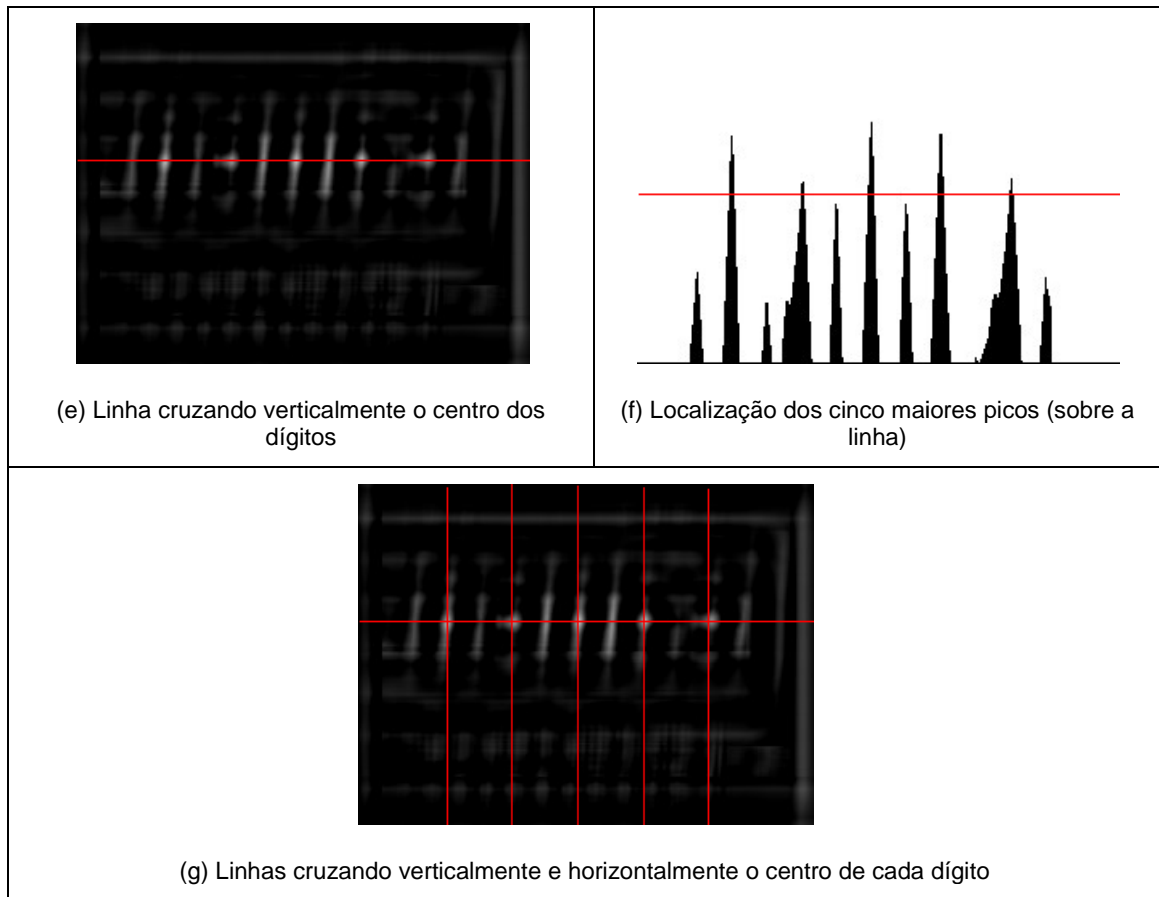 (e) Linha cruzando verticalmente o centro dos
dígitos
(f) Localização dos cinco maiores picos (sobre a
linha)
(g) Linhas cruzando verticalmente e horizontalmente o centro de cada dígito